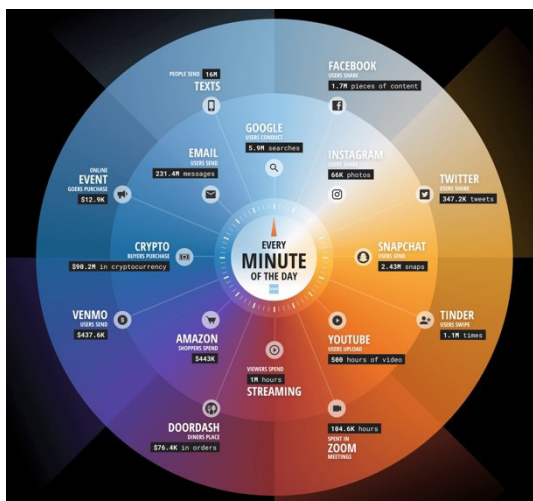 PEOPLE SEND 16M
TEXTS
FACEBOOK
USERS SHARE
1.7M pieces of content
GOOGLE
USERS CONDUCT
5.9M searches
EMAIL
USERS SEND
231.4M messages
INSTAGRAM
USERS SHARE
66K photos
ONLINE
EVENT
GOERS PURCHASE
$12.9K
TWITTER
USERS SHARE
347.2K tweets
CRYPTO
BUYERS PURCHASE
$90.2M in cryptocurrency
EVERY
MINUTE
OF THE DAY
SNAPCHAT
USERS SEND
2.43M snaps
VENMO
USERS SEND
$437.6K
AMAZON
SHOPPERS SPEND
$443K
VIEWERS SPEND
1M hours
STREAMING
YOUTUBE
USERS UPLOAD
500 hours of video
TINDER
USERS SWIPE
1.1M times
DOORDASH
DINERS PLACE
$76.4K in orders
104.6K hours
SPENT IN
ZOOM
MEETINGS